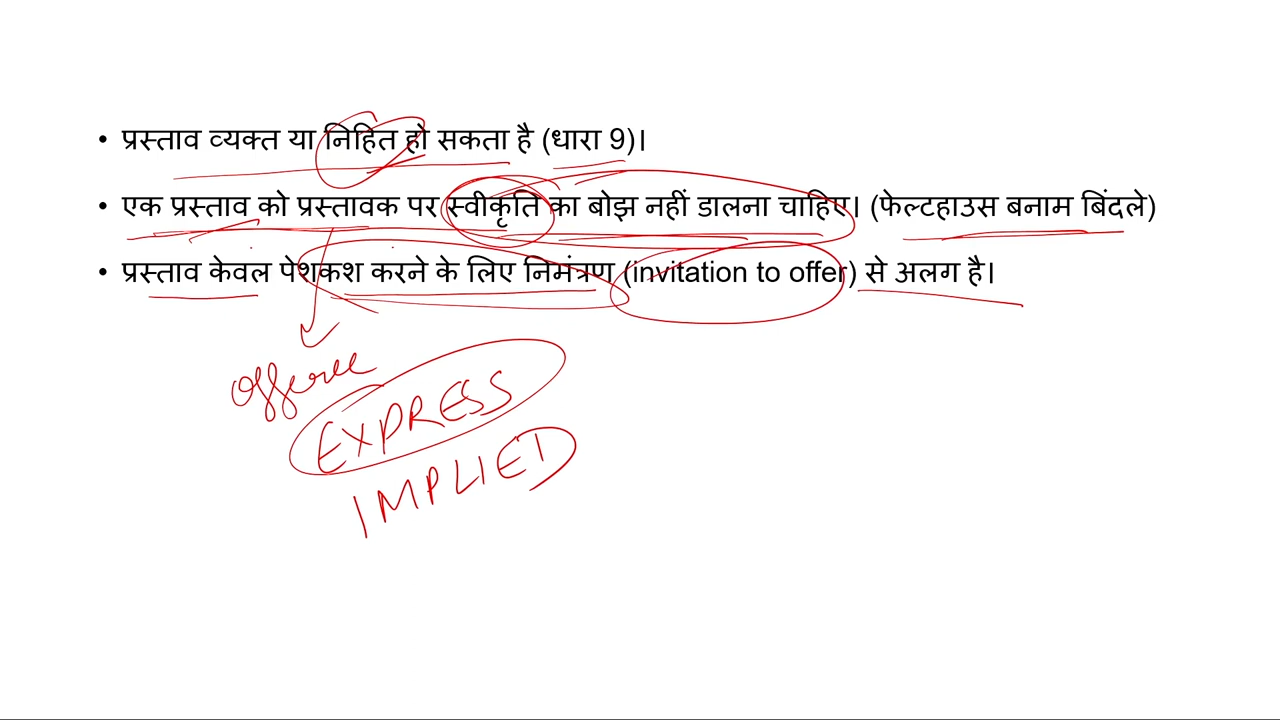 • प्रस्ताव व्यक्त या निहित हो सकता है (धारा 9)।
• एक प्रस्ताव को प्रस्तावक पर स्वीकृति का बोझ नहीं डालना चाहिए। (फेल्टहाउस बनाम बिंदले)
• प्रस्ताव केवल पेशकश करने के लिए निमंत्रण (invitation to offer) से अलग है।
offeree
EXPRESS
IMPLIED